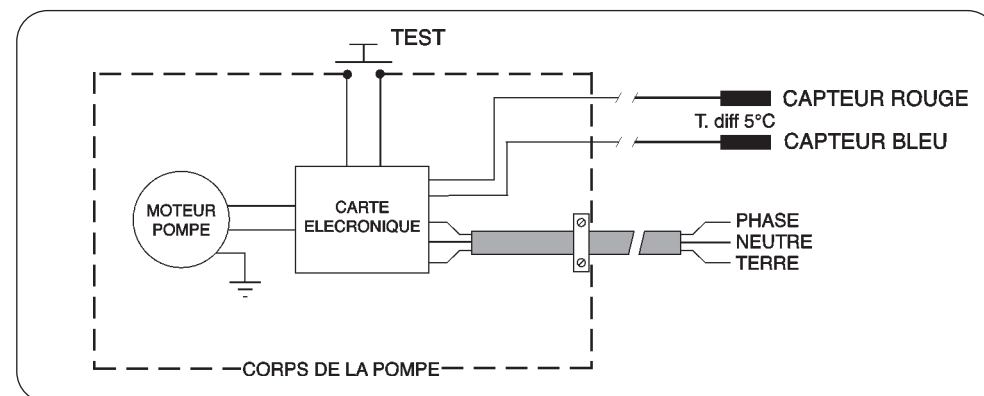 TEST
CAPTEUR ROUGE
T. diff 5°C
CAPTEUR BLEU
MOTEUR
POMPE
CARTE
ELECRONIQUE
PHASE
NEUTRE
TERRE
CORPS DE LA POMPE